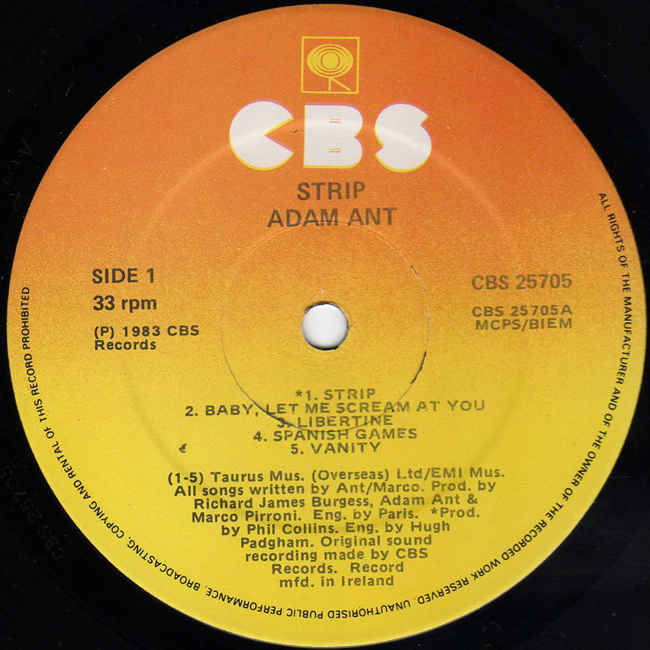 CBS
STRIP
ADAM ANT
SIDE 1
33 rpm
(P) 1983 CBS
Records
CBS 25705
CBS 25705A
MCPS/BIEM
*1. STRIP
2. BABY, LET ME SCREAM AT YOU
3. LIBERTINE
4. SPANISH GAMES
5. VANITY
(1-5) Taurus Mus. (Overseas) Ltd/EMI Mus.
All songs written by Ant/Marco. Prod. by
Richard James Burgess, Adam Ant &
Marco Pirroni. Eng. by Paris. *Prod.
by Phil Collins. Eng. by Hugh
Padgham. Original sound
recording made by CBS
Records. Record
mfd. in Ireland
ALL RIGHTS OF THE MANUFACTURER AND OF THE OWNER OF THE RECORDED WORK RESERVED. UNAUTHORISED PUBLIC PERFORMANCE, BROADCASTING, COPYING AND RENTAL OF THIS RECORD PROHIBITED